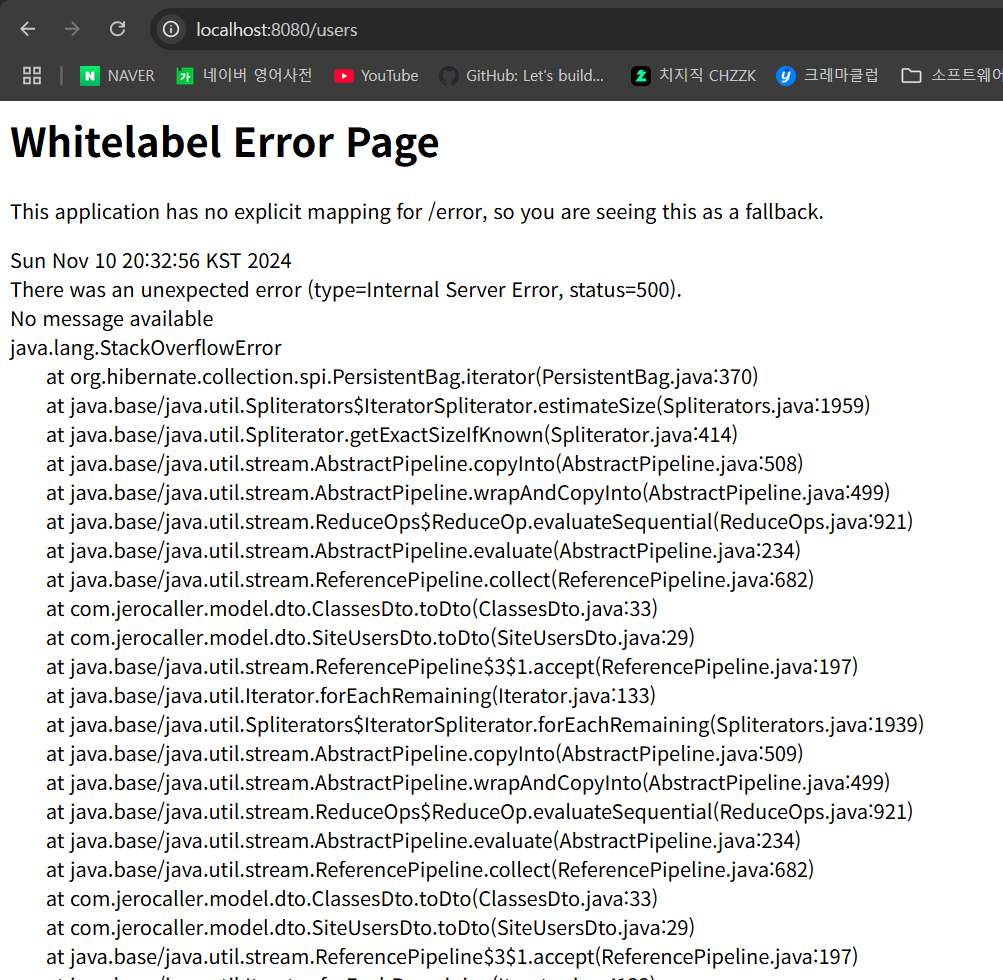 localhost:8080/users
NAVER 네이버 영어사전 YouTube GitHub: Let's build... 치지직 CHZZK 크레마클럽 소프트웨어
Whitelabel Error Page
This application has no explicit mapping for /error, so you are seeing this as a fallback.
Sun Nov 10 20:32:56 KST 2024
There was an unexpected error (type=Internal Server Error, status=500).
No message available
java.lang.StackOverflowError
at org.hibernate.collection.spi.PersistentBag.iterator(PersistentBag.java:370)
at java.base/java.util.Spliterators$IteratorSpliterator.estimateSize(Spliterators.java:1959)
at java.base/java.util.Spliterator.getExactSizeIfKnown(Spliterator.java:414)
at java.base/java.util.stream.AbstractPipeline.copyInto(AbstractPipeline.java:508)
at java.base/java.util.stream.AbstractPipeline.wrapAndCopyInto(AbstractPipeline.java:499)
at java.base/java.util.stream.ReduceOps$ReduceOp.evaluateSequential(ReduceOps.java:921)
at java.base/java.util.stream.AbstractPipeline.evaluate(AbstractPipeline.java:234)
at java.base/java.util.stream.ReferencePipeline.collect(ReferencePipeline.java:682)
at com.jerocaller.model.dto.ClassesDto.toDto(ClassesDto.java:33)
at com.jerocaller.model.dto.SiteUsersDto.toDto(SiteUsersDto.java:29)
at java.base/java.util.stream.ReferencePipeline$3$1.accept(ReferencePipeline.java:197)
at java.base/java.util.Iterator.forEachRemaining(Iterator.java:133)
at java.base/java.util.Spliterators$IteratorSpliterator.forEachRemaining(Spliterators.java:1939)
at java.base/java.util.stream.AbstractPipeline.copyInto(AbstractPipeline.java:509)
at java.base/java.util.stream.AbstractPipeline.wrapAndCopyInto(AbstractPipeline.java:499)
at java.base/java.util.stream.ReduceOps$ReduceOp.evaluateSequential(ReduceOps.java:921)
at java.base/java.util.stream.AbstractPipeline.evaluate(AbstractPipeline.java:234)
at java.base/java.util.stream.ReferencePipeline.collect(ReferencePipeline.java:682)
at com.jerocaller.model.dto.ClassesDto.toDto(ClassesDto.java:33)
at com.jerocaller.model.dto.SiteUsersDto.toDto(SiteUsersDto.java:29)
at java.base/java.util.stream.ReferencePipeline$3$1.accept(ReferencePipeline.java:197)